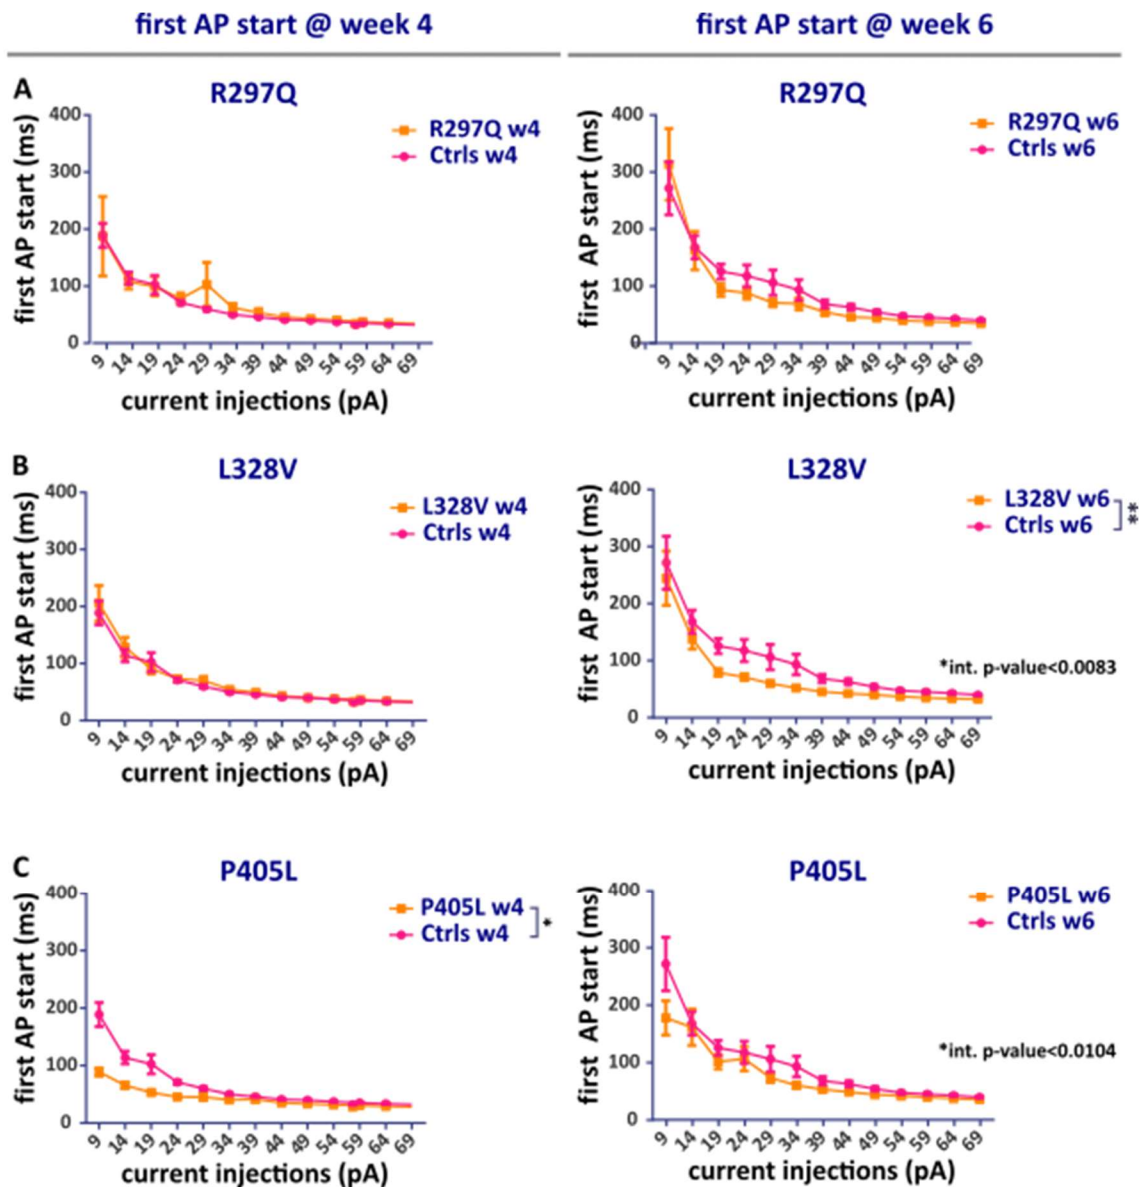 first AP start @ week 4
first AP start @ week 6
A
R297Q
first AP start (ms)
400
300
200
100
0
R297Q w4
Ctrls w4
9 14 19 24 29 34 39 44 49 54 59 64 69
current injections (pA)
R297Q
first AP start (ms)
400
300
200
100
0
R297Q w6
Ctrls w6
9 14 19 24 29 34 39 44 49 54 59 64 69
current injections (pA)
B
L328V
first AP start (ms)
400
300
200
100
0
L328V w4
Ctrls w4
9 14 19 24 29 34 39 44 49 54 59 64 69
current injections (pA)
L328V
first AP start (ms)
400
300
200
100
0
L328V w6
Ctrls w6
**
*int. p-value<0.0083
9 14 19 24 29 34 39 44 49 54 59 64 69
current injections (pA)
C
P405L
first AP start (ms)
400
300
200
100
0
P405L w4
Ctrls w4
*
9 14 19 24 29 34 39 44 49 54 59 64 69
current injections (pA)
P405L
first AP start (ms)
400
300
200
100
0
P405L w6
Ctrls w6
*int. p-value<0.0104
9 14 19 24 29 34 39 44 49 54 59 64 69
current injections (pA)